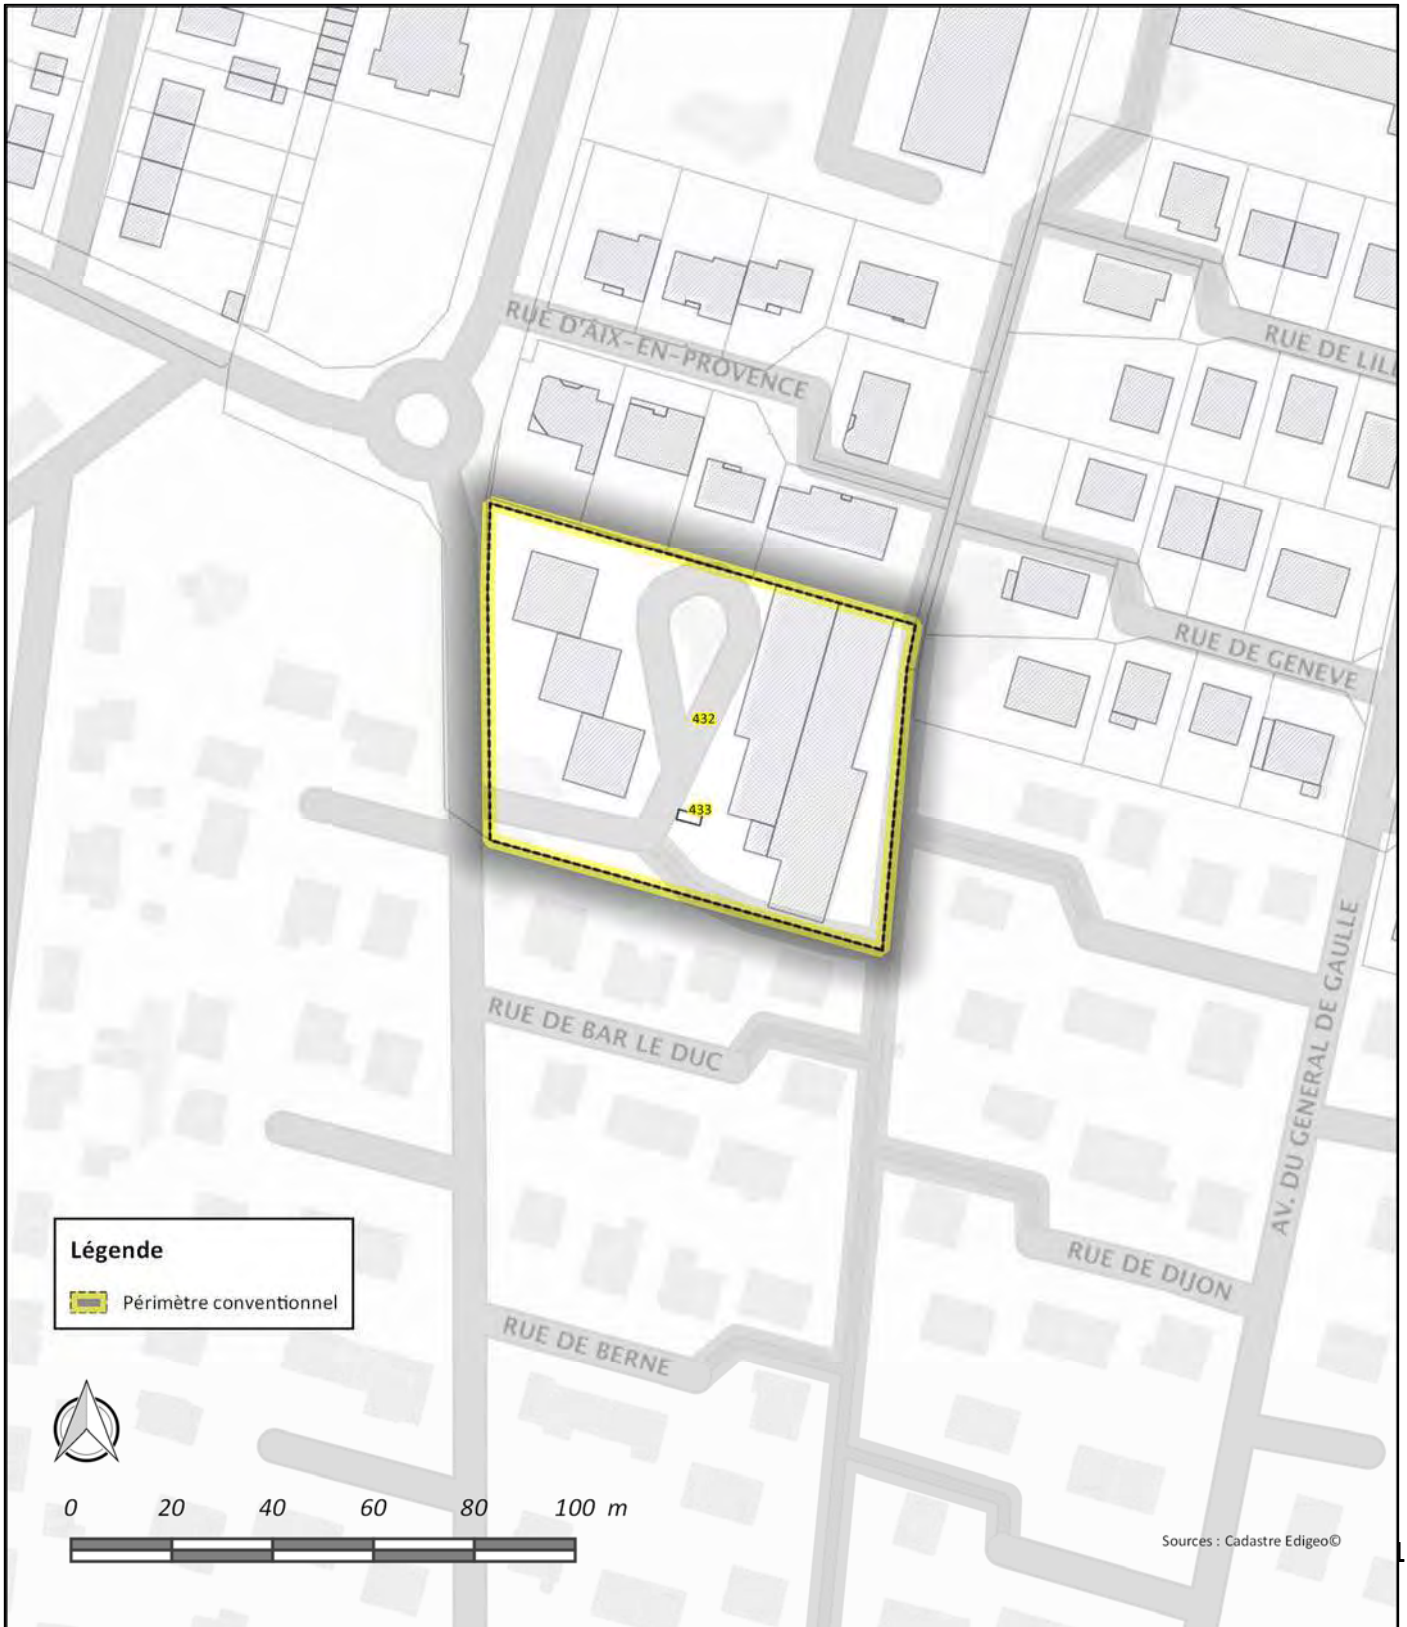 RUE D'AIX-EN-PROVENCE
RUE DE LILL
RUE DE GENEVE
432
433
AV. DU GENERAL DE GAULLE
RUE DE BAR LE DUC
RUE DE DIJON
RUE DE BERNE
Légende
Périmètre conventionnel
0 20 40 60 80 100 m
Sources : Cadastre Edigeo©